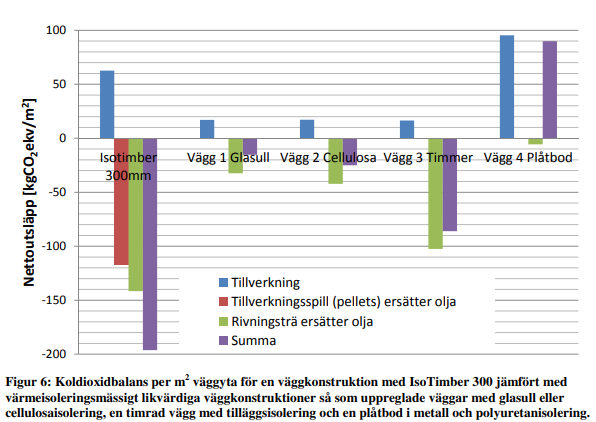 100
50
0
-50
-100
-150
-200
Nettoutsläpp [kgCO2ekv/m²]
Isotimber
300mm
Vägg 1 Glasull
Vägg 2 Cellulosa
Vägg 3 Timmer
Vägg 4 Plåtbod
Tillverkning
Tillverkningsspill (pellets) ersätter olja
Rivningsträ ersätter olja
Summa
Figur 6: Koldioxidbalans per m² väggyta för en väggkonstruktion med IsoTimber 300 jämfört med
värmeisoleringsmässigt likvärdiga väggkonstruktioner så som uppreglade väggar med glasull eller
cellulosaisolering, en timrad vägg med tilläggsisolering och en plåtbod i metall och polyuretanisolering.